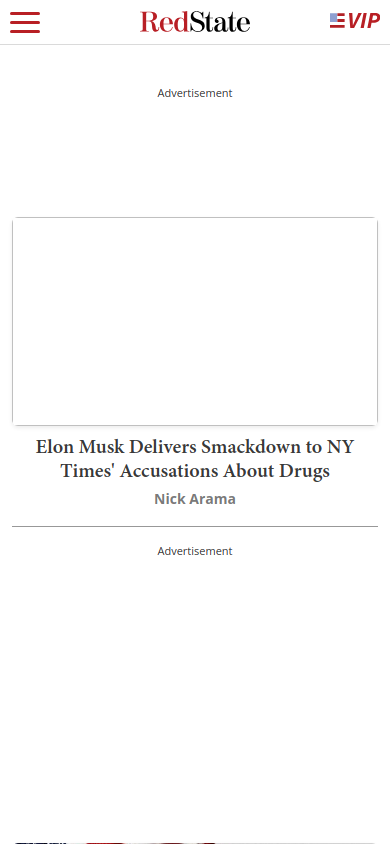 RedState
VIP
Advertisement
Elon Musk Delivers Smackdown to NY
Times' Accusations About Drugs
Nick Arama
Advertisement